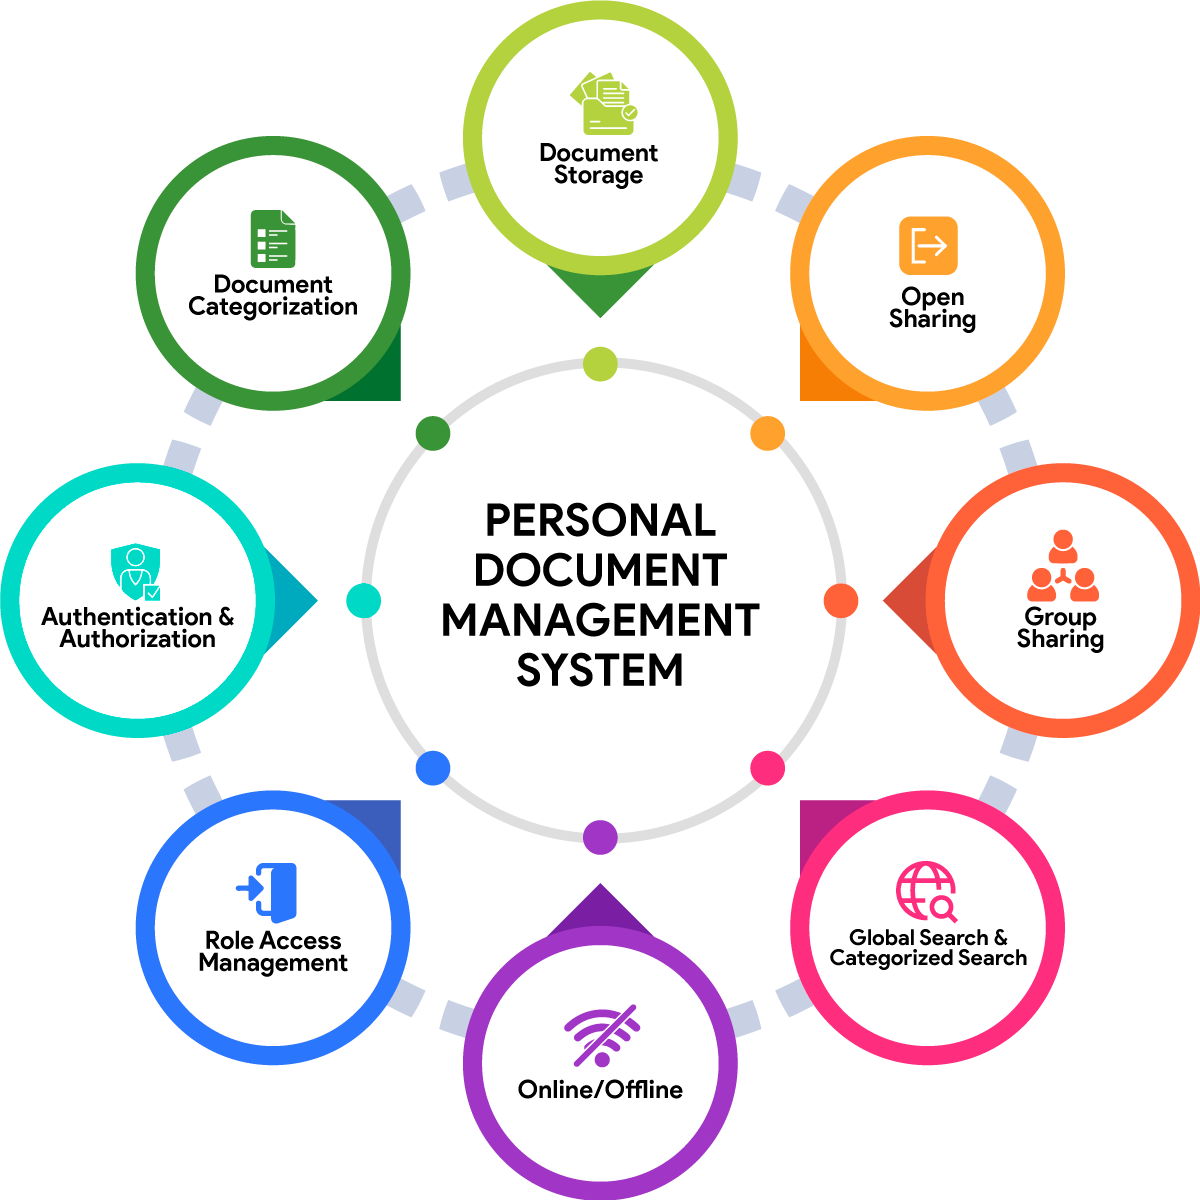 Document
Storage
Open
Sharing
Group
Sharing
Global Search &
Categorized Search
Online/Offline
Role Access
Management
Authentication &
Authorization
Document
Categorization
PERSONAL
DOCUMENT
MANAGEMENT
SYSTEM